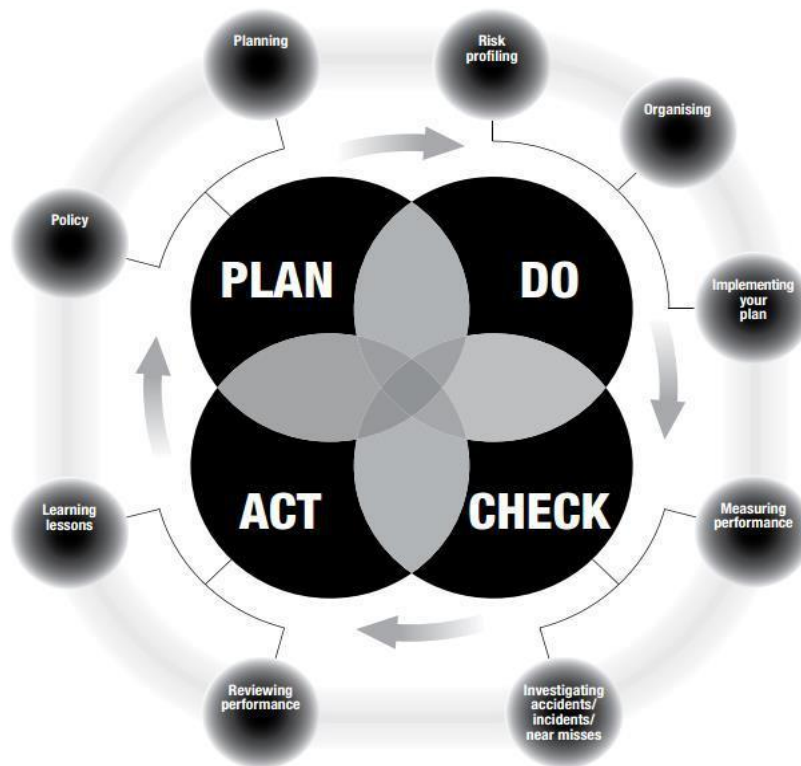 Planning
Risk
profiling
Organising
Policy
PLAN
DO
Implementing
your
plan
ACT
CHECK
Learning
lessons
Measuring
performance
Reviewing
performance
Investigating
accidents/
incidents/
near misses